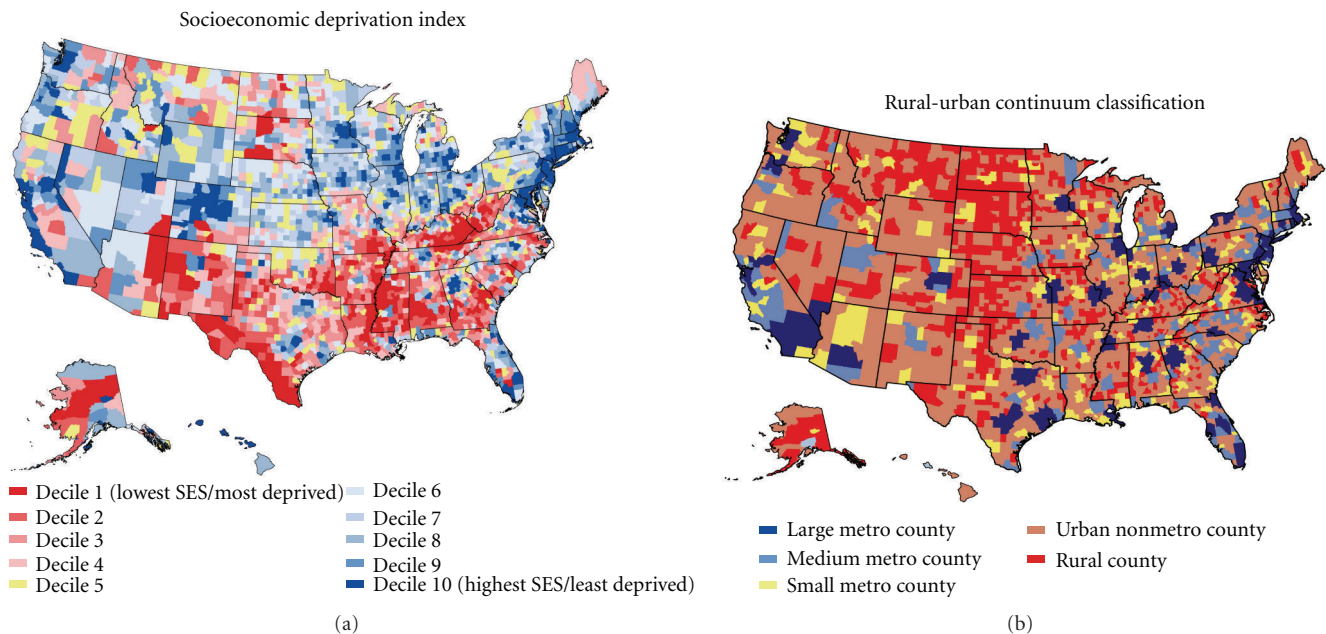 Socioeconomic deprivation index
Decile 1 (lowest SES/most deprived)
Decile 2
Decile 3
Decile 4
Decile 5
Decile 6
Decile 7
Decile 8
Decile 9
Decile 10 (highest SES/least deprived)
(a)
Rural-urban continuum classification
Large metro county
Medium metro county
Small metro county
Urban nonmetro county
Rural county
(b)